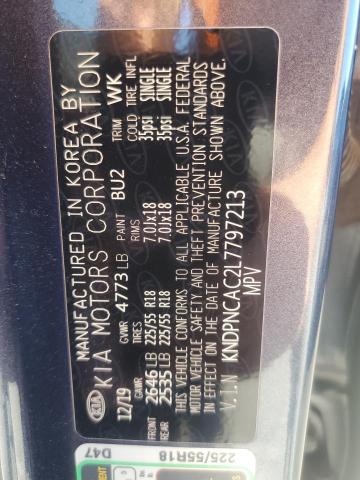 MANUFACTURED IN KOREA BY
KIA KIA MOTORS CORPORATION
12/19 GVWR 4773 LB PAINT BU2 TRIM WK
GAWR TIRES RIMS COLD TIRE INFL
FRONT 2646 LB 225/55 R18 7.0Jx18 35psi SINGLE
REAR 2535 LB 225/55 R18 7.0Jx18 35psi SINGLE
THIS VEHICLE CONFORMS TO ALL APPLICABLE U.S.A. FEDERAL
MOTOR VEHICLE SAFETY AND THEFT PREVENTION STANDARDS
IN EFFECT ON THE DATE OF MANUFACTURE SHOWN ABOVE.
V.I.N KNDPNCAC2L7797213
MPV
D47
225/55R18